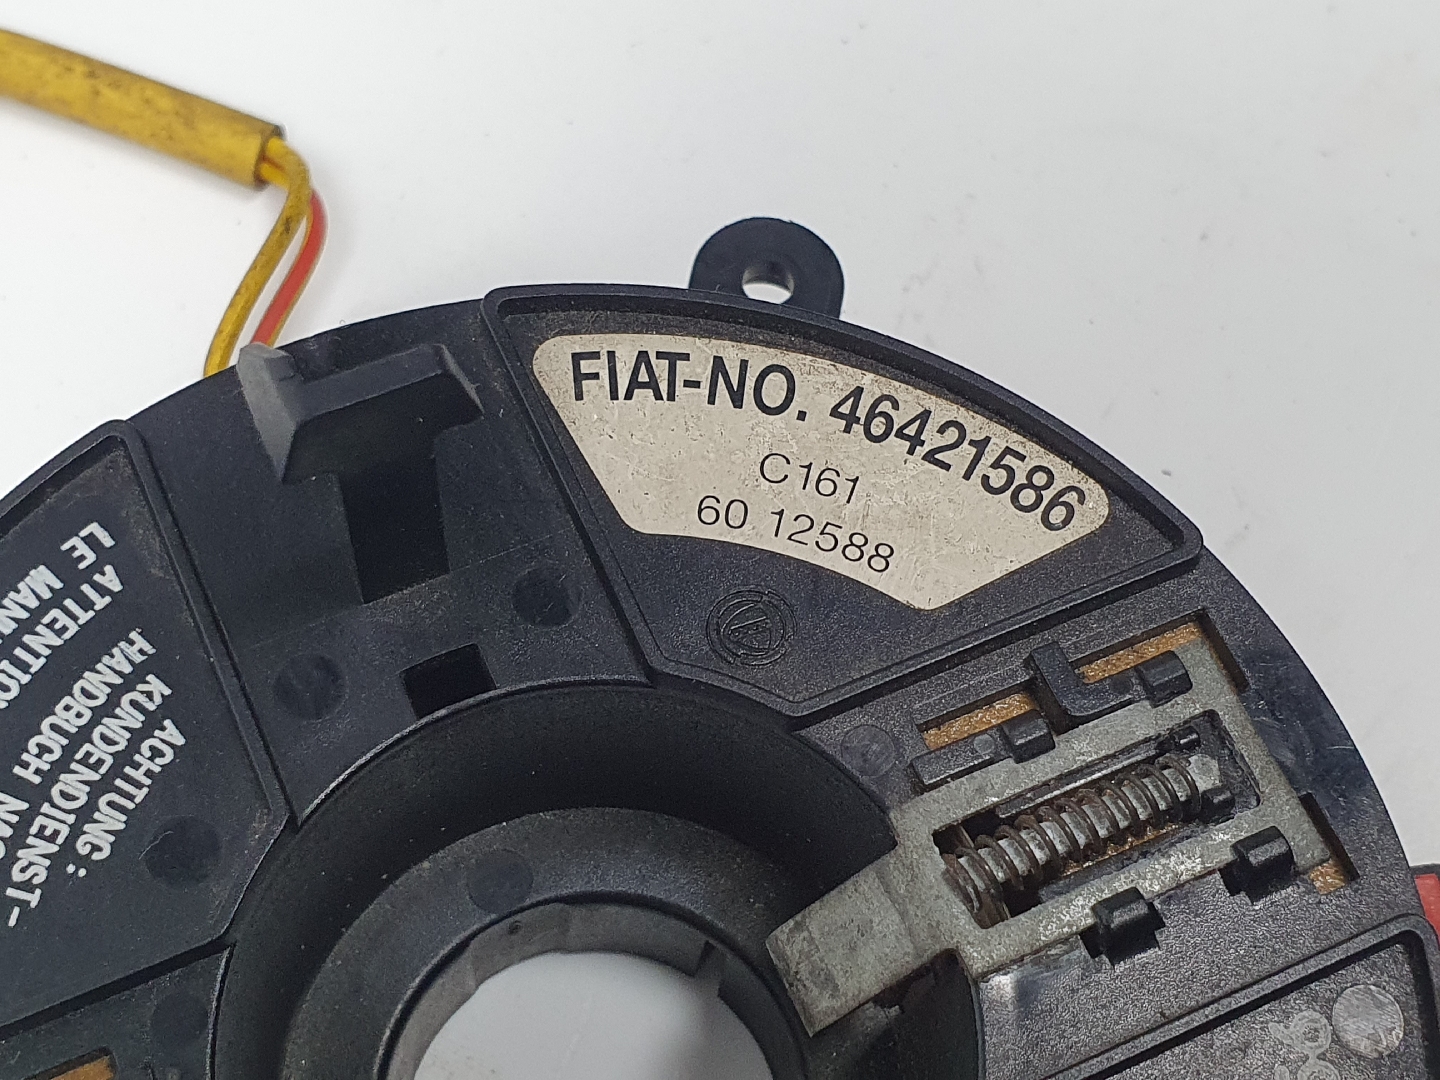 FIAT-NO. 46421586
C161
60 12588
ATTENTION
LE
ACHTUNG :
KUNDENDIENST-
HANDBUCH